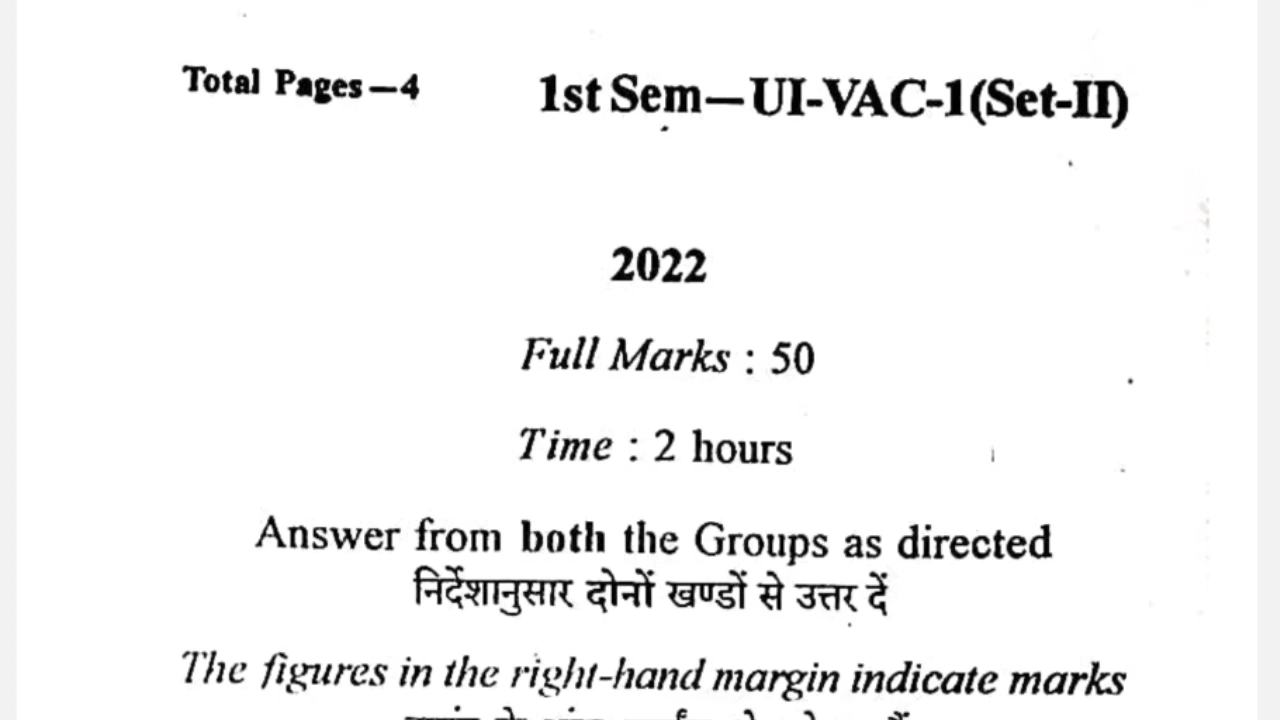 Total Pages—4 1st Sem—UI-VAC-1(Set-II)
2022
Full Marks : 50
Time : 2 hours
Answer from both the Groups as directed
निर्देशानुसार दोनों खण्डों से उत्तर दें
The figures in the right-hand margin indicate marks